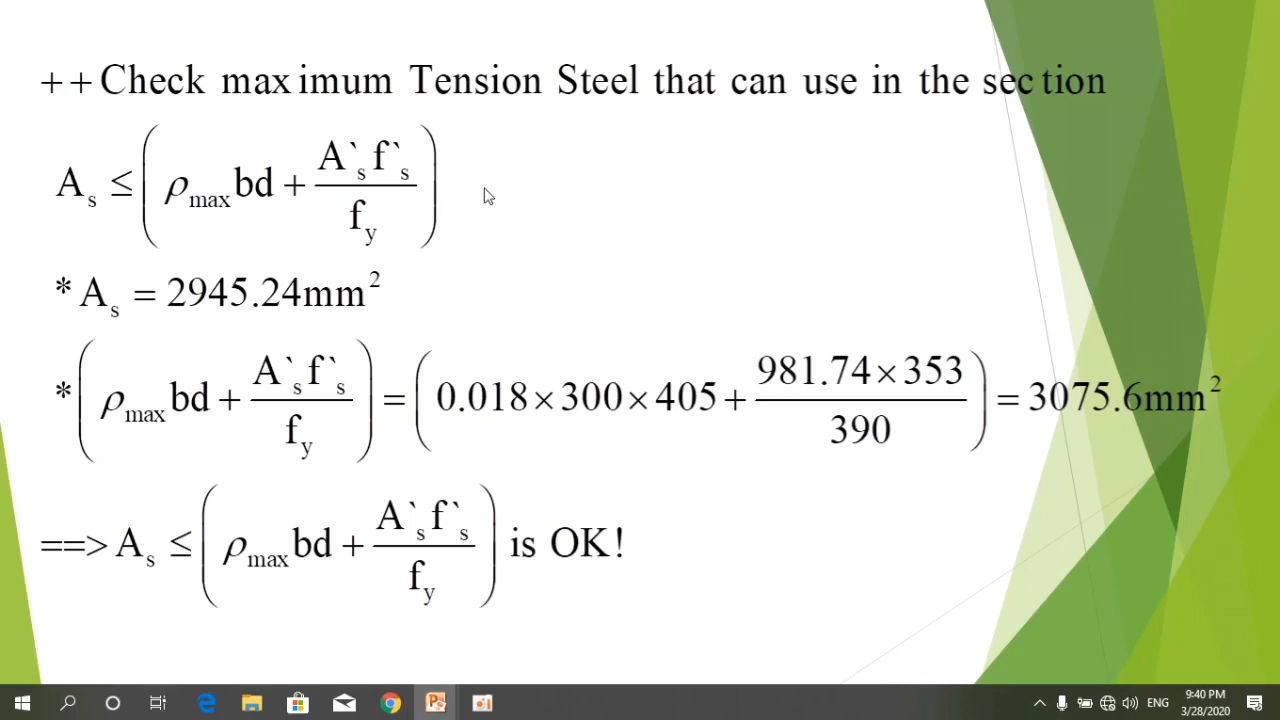 ++Check maximum Tension Steel that can use in the section
A_s ≤ ( ρ_max bd + A`_s f`_s / f_y )
* A_s = 2945.24mm²
* ( ρ_max bd + A`_s f`_s / f_y ) = ( 0.018×300×405 + 981.74×353 / 390 ) = 3075.6mm²
==> A_s ≤ ( ρ_max bd + A`_s f`_s / f_y ) is OK!
ENG
9:40 PM
3/28/2020